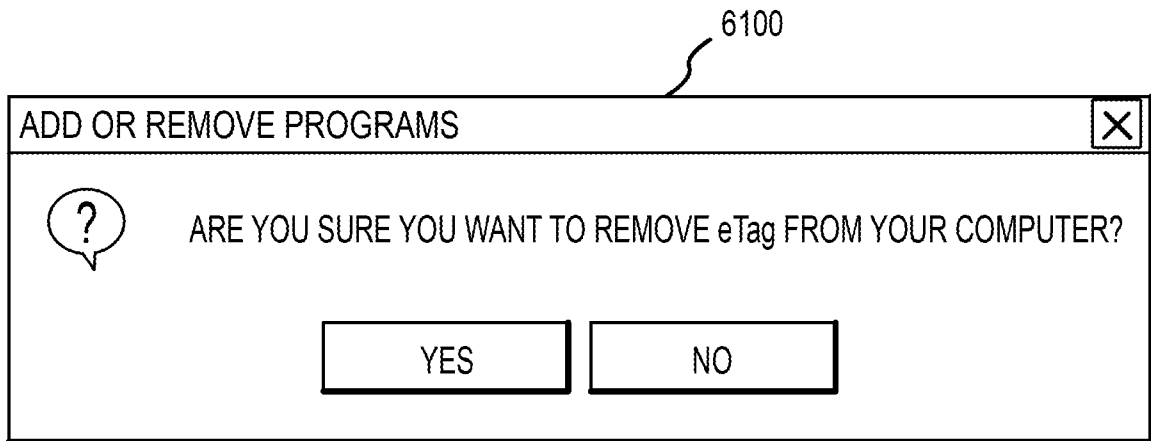 6100
ADD OR REMOVE PROGRAMS
?
ARE YOU SURE YOU WANT TO REMOVE eTag FROM YOUR COMPUTER?
YES
NO